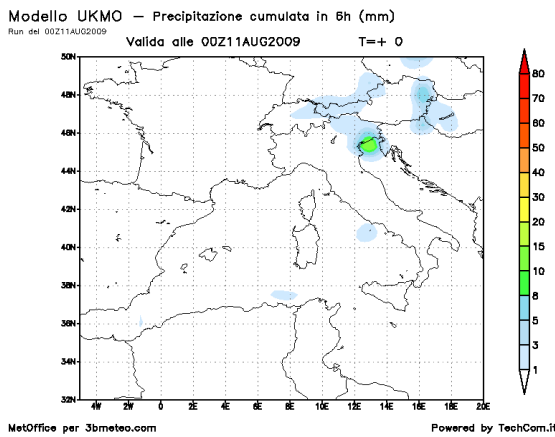 Modello UKMO — Precipitazione cumulata in 6h (mm)
Run del 00Z11AUG2009
Valida alle 00Z11AUG2009 T=+ 0
50N
48N
46N
44N
42N
40N
38N
36N
34N
32N
4W 2W 0 2E 4E 6E 8E 10E 12E 14E 16E 18E 20E
80
70
60
50
40
30
20
15
10
8
5
3
1
MetOffice per 3bmeteo.com Powered by TechCom.it